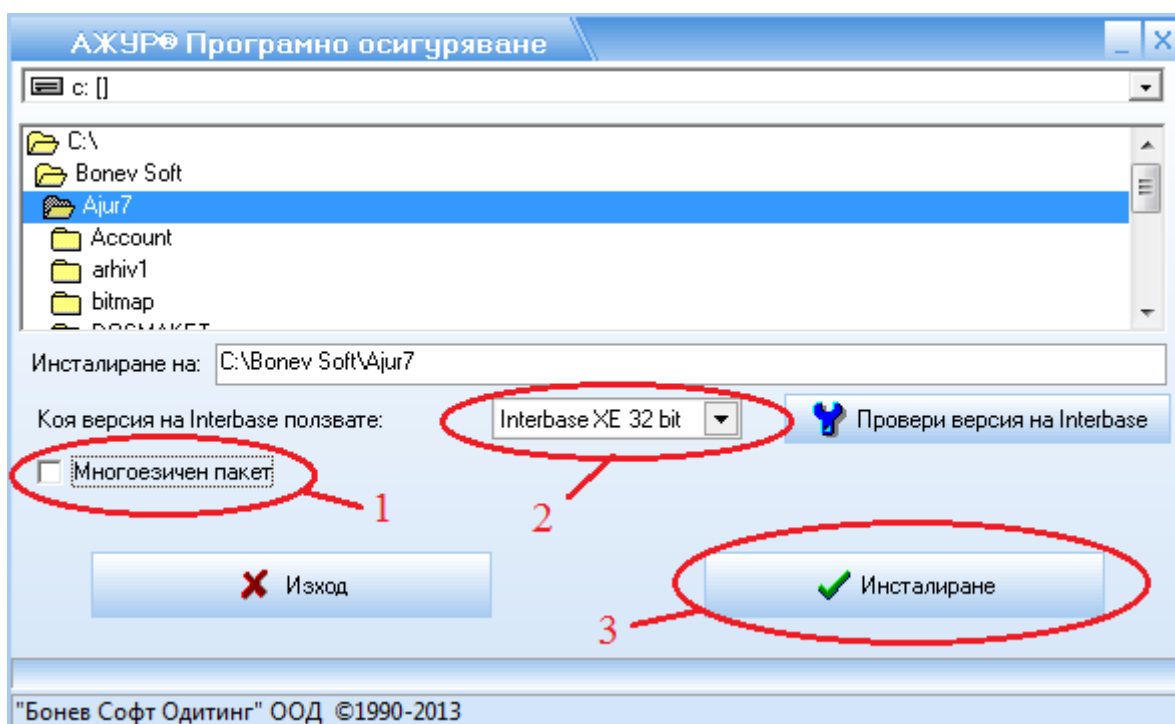 АЖУР® Програмно осигуряване
c: []
C:\
Bonev Soft
Ajur7
Account
arhiv1
bitmap
DOSMAKET
Инсталиране на: C:\Bonev Soft\Ajur7
Коя версия на Interbase ползвате: Interbase XE 32 bit Провери версия на Interbase
Многоезичен пакет
1
2
Изход Инсталиране
3
"Бонев Софт Одитинг" ООД ©1990-2013